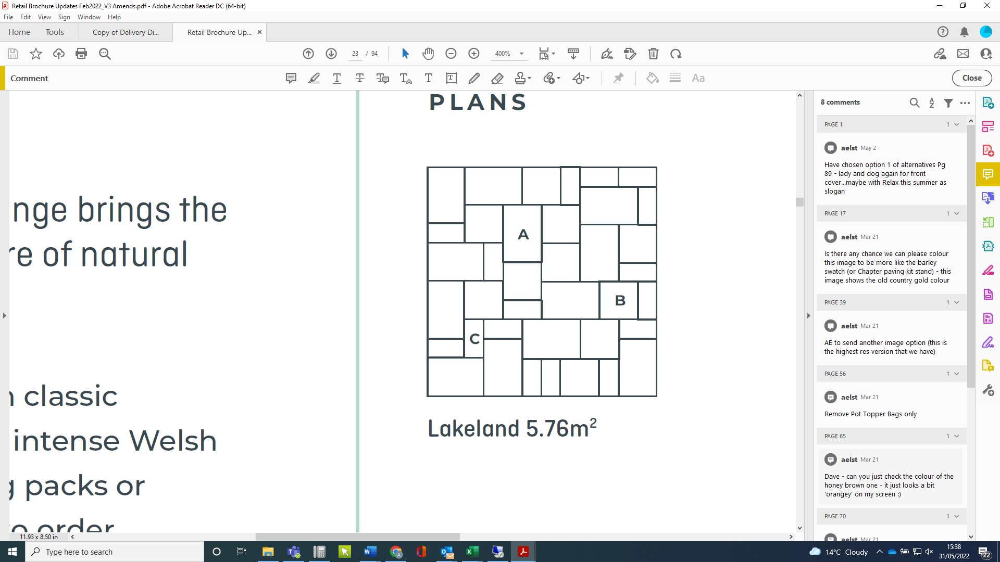 Retail Brochure Updates Feb2022_V3 Amends.pdf - Adobe Acrobat Reader DC (64-bit)
File Edit View Sign Window Help
Home Tools Copy of Delivery Di... Retail Brochure Up... ×
23 / 94 400%
Comment Close
PLANS
nge brings the
re of natural
classic
intense Welsh
packs or
order
A
B
C
Lakeland 5.76m²
11.93 x 8.50 in
8 comments
PAGE 1 1
aelst May 2
Have chosen option 1 of alternatives Pg
89 - lady and dog again for front
cover...maybe with Relax this summer as
slogan
PAGE 17 1
aelst Mar 21
Is there any chance we can please colour
this image to be more like the barley
swatch (or Chapter paving kit stand) - this
image shows the old country gold colour
PAGE 39 1
aelst Mar 21
AE to send another image option (this is
the highest res version that we have)
PAGE 56 1
aelst Mar 21
Remove Pot Topper Bags only
PAGE 65 1
aelst Mar 21
Dave - can you just check the colour of the
honey brown one - it just looks a bit
'orangey' on my screen :)
PAGE 70 1
aelst Mar 21
Type here to search
14°C Cloudy
15:38
31/05/2022
22